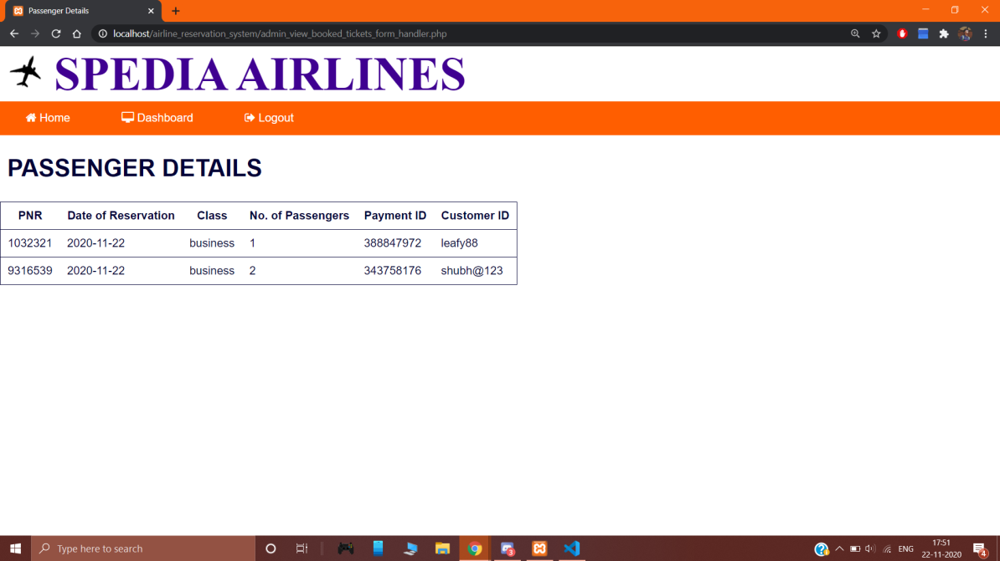 Passenger Details
localhost/airline_reservation_system/admin_view_booked_tickets_form_handler.php
SPEDIA AIRLINES
Home Dashboard Logout
PASSENGER DETAILS
PNR Date of Reservation Class No. of Passengers Payment ID Customer ID
1032321 2020-11-22 business 1 388847972 leafy88
9316539 2020-11-22 business 2 343758176 shubh@123
Type here to search 3 ENG 17:51 4
22-11-2020